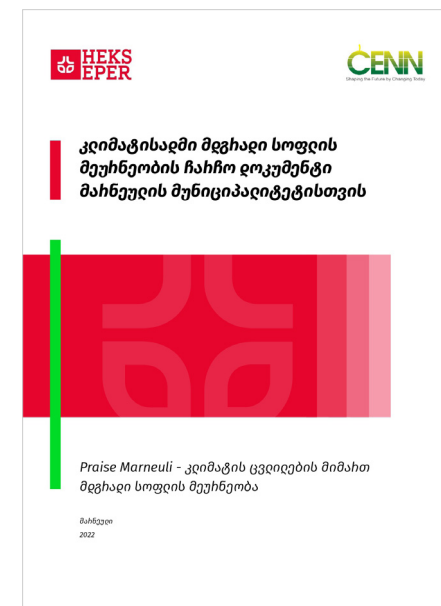 HEKS
EPER
CENN
Shaping the Future by Changing Today
კლიმატისადმი მდგრადი სოფლის
მეურნეობის ჩარჩო დოკუმენტი
მარნეულის მუნიციპალიტეტისთვის
Praise Marneuli - კლიმატის ცვლილების მიმართ
მდგრადი სოფლის მეურნეობა
მარნეული
2022